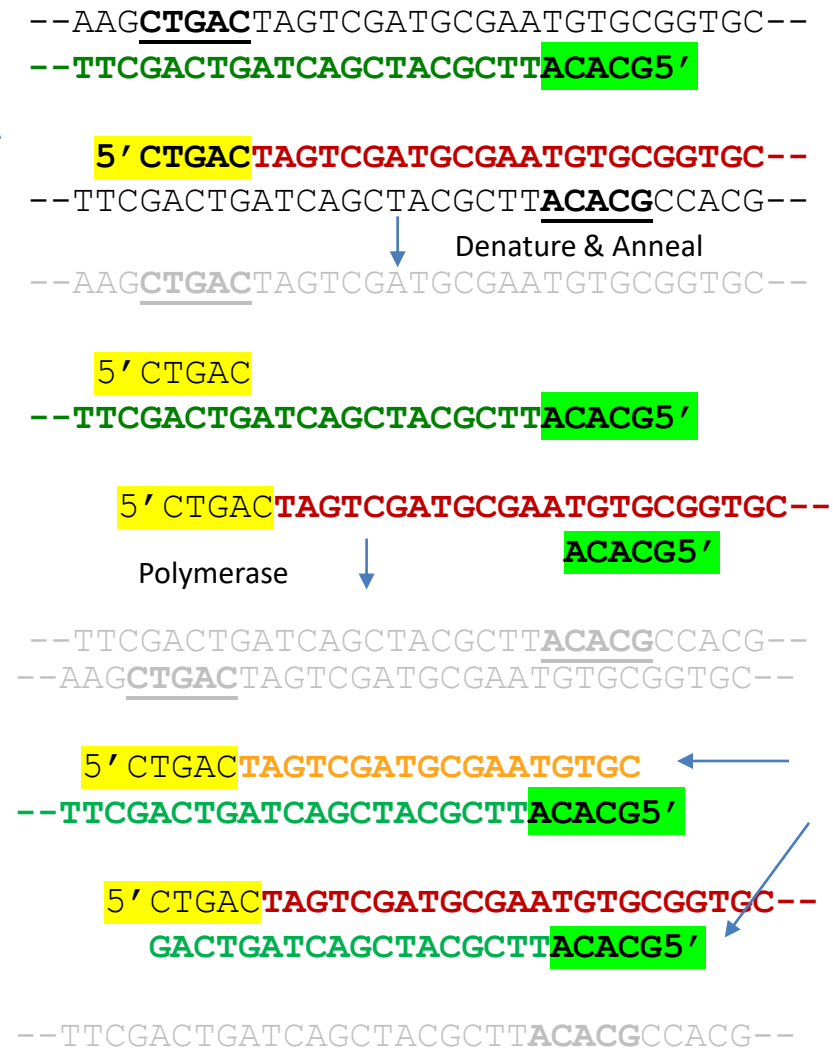 --AAGCTGACTAGTCGATGCGAATGTGCGGTGC--
--TTCGACTGATCAGCTACGCTTACACG5’
5’CTGACTAGTCGATGCGAATGTGCGGTGC--
--TTCGACTGATCAGCTACGCTTACACGCCACG--
Denature & Anneal
--AAGCTGACTAGTCGATGCGAATGTGCGGTGC--
5’CTGAC
--TTCGACTGATCAGCTACGCTTACACG5’
5’CTGACTAGTCGATGCGAATGTGCGGTGC--
ACACG5’
Polymerase
--TTCGACTGATCAGCTACGCTTACACGCCACG--
--AAGCTGACTAGTCGATGCGAATGTGCGGTGC--
5’CTGACTAGTCGATGCGAATGTGC
--TTCGACTGATCAGCTACGCTTACACG5’
5’CTGACTAGTCGATGCGAATGTGCGGTGC--
GACTGATCAGCTACGCTTACACG5’
--TTCGACTGATCAGCTACGCTTACACGCCACG--